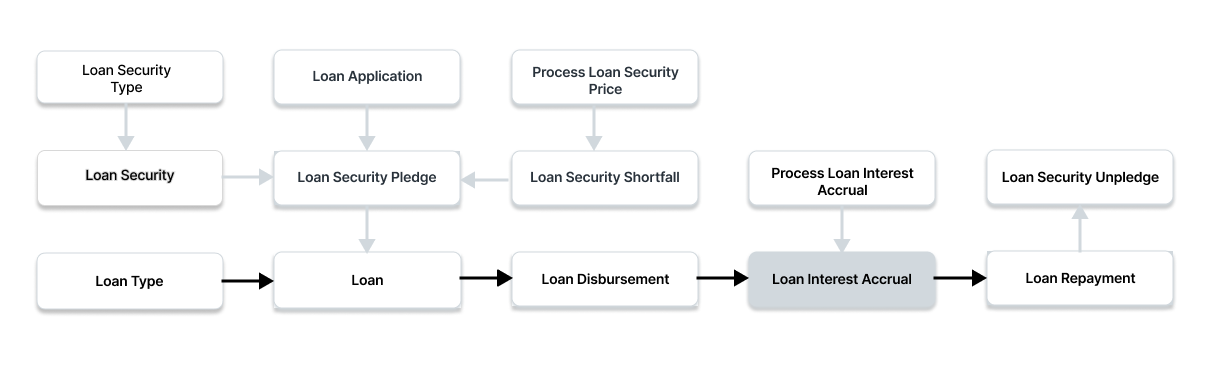 Loan Security
Type
Loan Application
Process Loan Security
Price
Loan Security
Loan Security Pledge
Loan Security Shortfall
Process Loan Interest
Accrual
Loan Security Unpledge
Loan Type
Loan
Loan Disbursement
Loan Interest Accrual
Loan Repayment